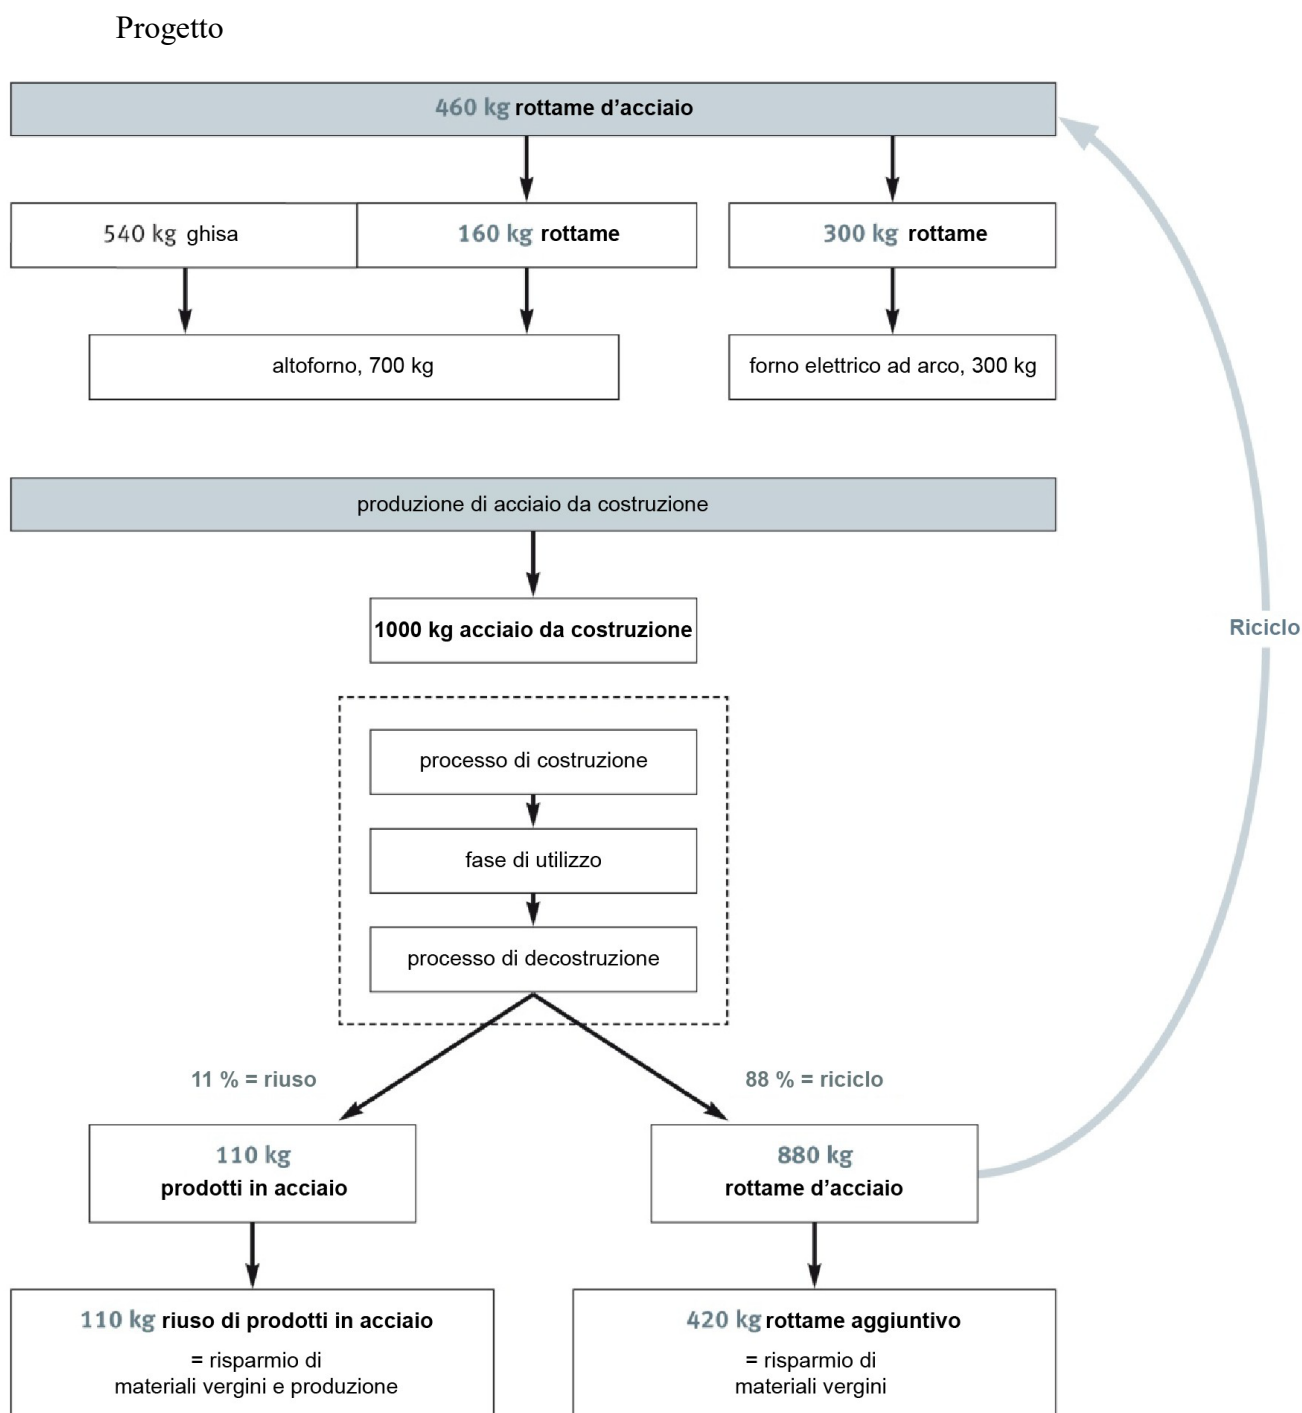 Progetto
460 kg rottame d’acciaio
540 kg ghisa
160 kg rottame
300 kg rottame
altoforno, 700 kg
forno elettrico ad arco, 300 kg
produzione di acciaio da costruzione
1000 kg acciaio da costruzione
Riciclo
processo di costruzione
fase di utilizzo
processo di decostruzione
11 % = riuso
88 % = riciclo
110 kg
prodotti in acciaio
880 kg
rottame d’acciaio
110 kg riuso di prodotti in acciaio
= risparmio di
materiali vergini e produzione
420 kg rottame aggiuntivo
= risparmio di
materiali vergini